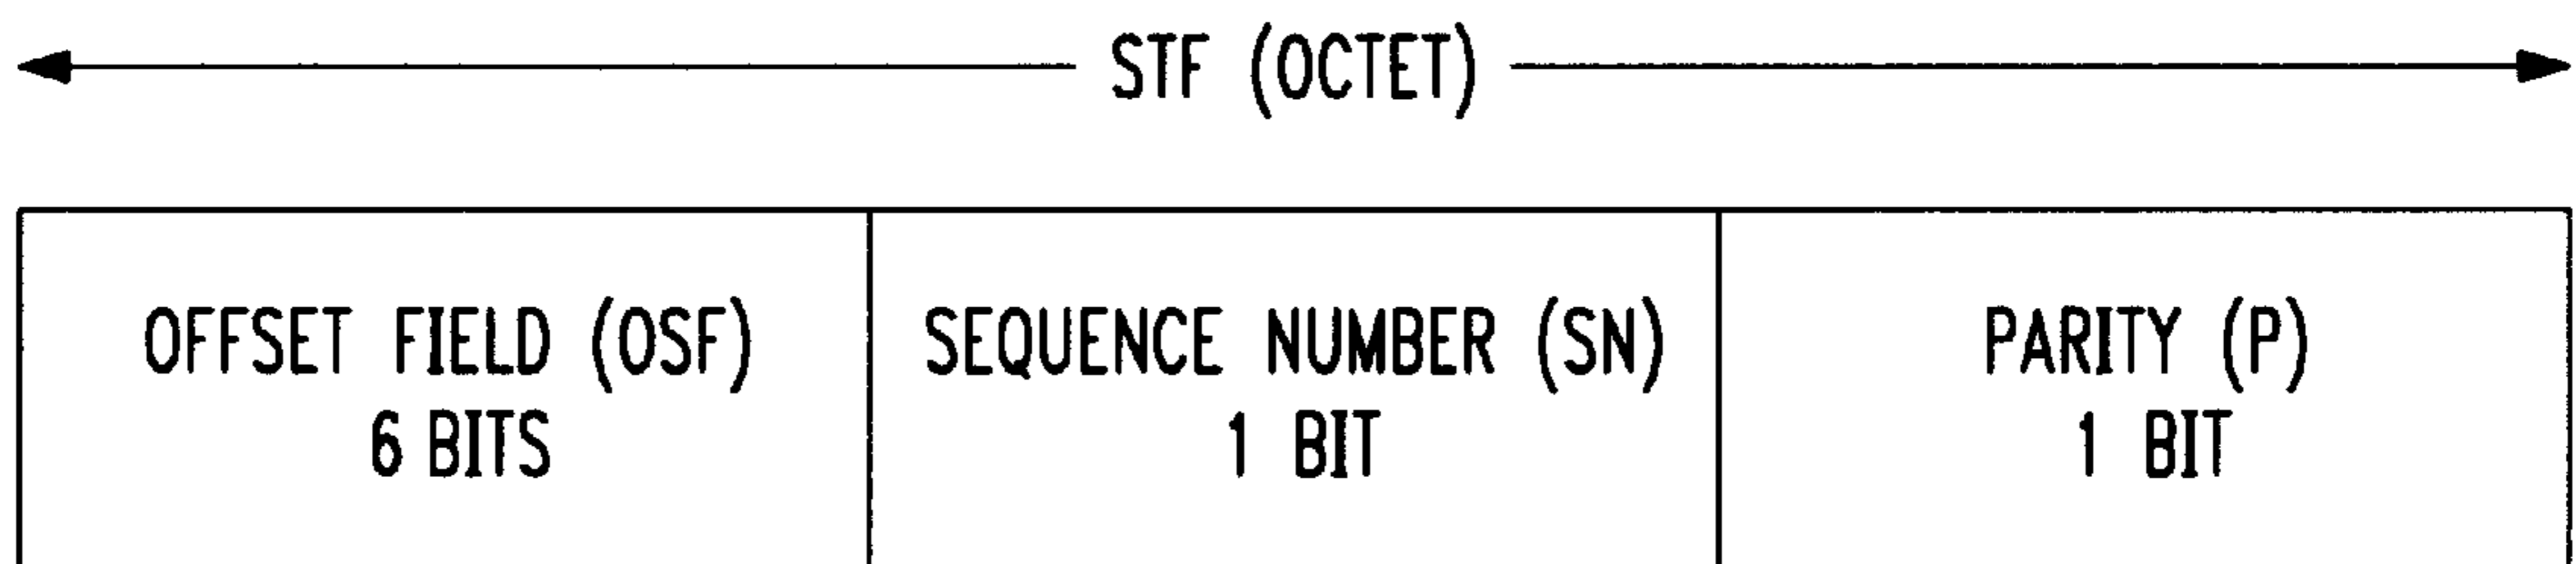 STF (OCTET)
OFFSET FIELD (OSF)
6 BITS
SEQUENCE NUMBER (SN)
1 BIT
PARITY (P)
1 BIT